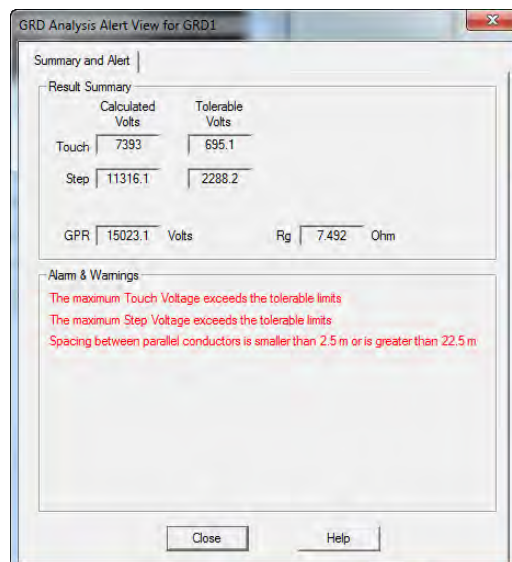 GRD Analysis Alert View for GRD1
Summary and Alert
Result Summary
Calculated Volts
Tolerable Volts
Touch 7393 695.1
Step 11316.1 2288.2
GPR 15023.1 Volts Rg 7.492 Ohm
Alarm & Warnings
The maximum Touch Voltage exceeds the tolerable limits
The maximum Step Voltage exceeds the tolerable limits
Spacing between parallel conductors is smaller than 2.5 m or is greater than 22.5 m
Close Help